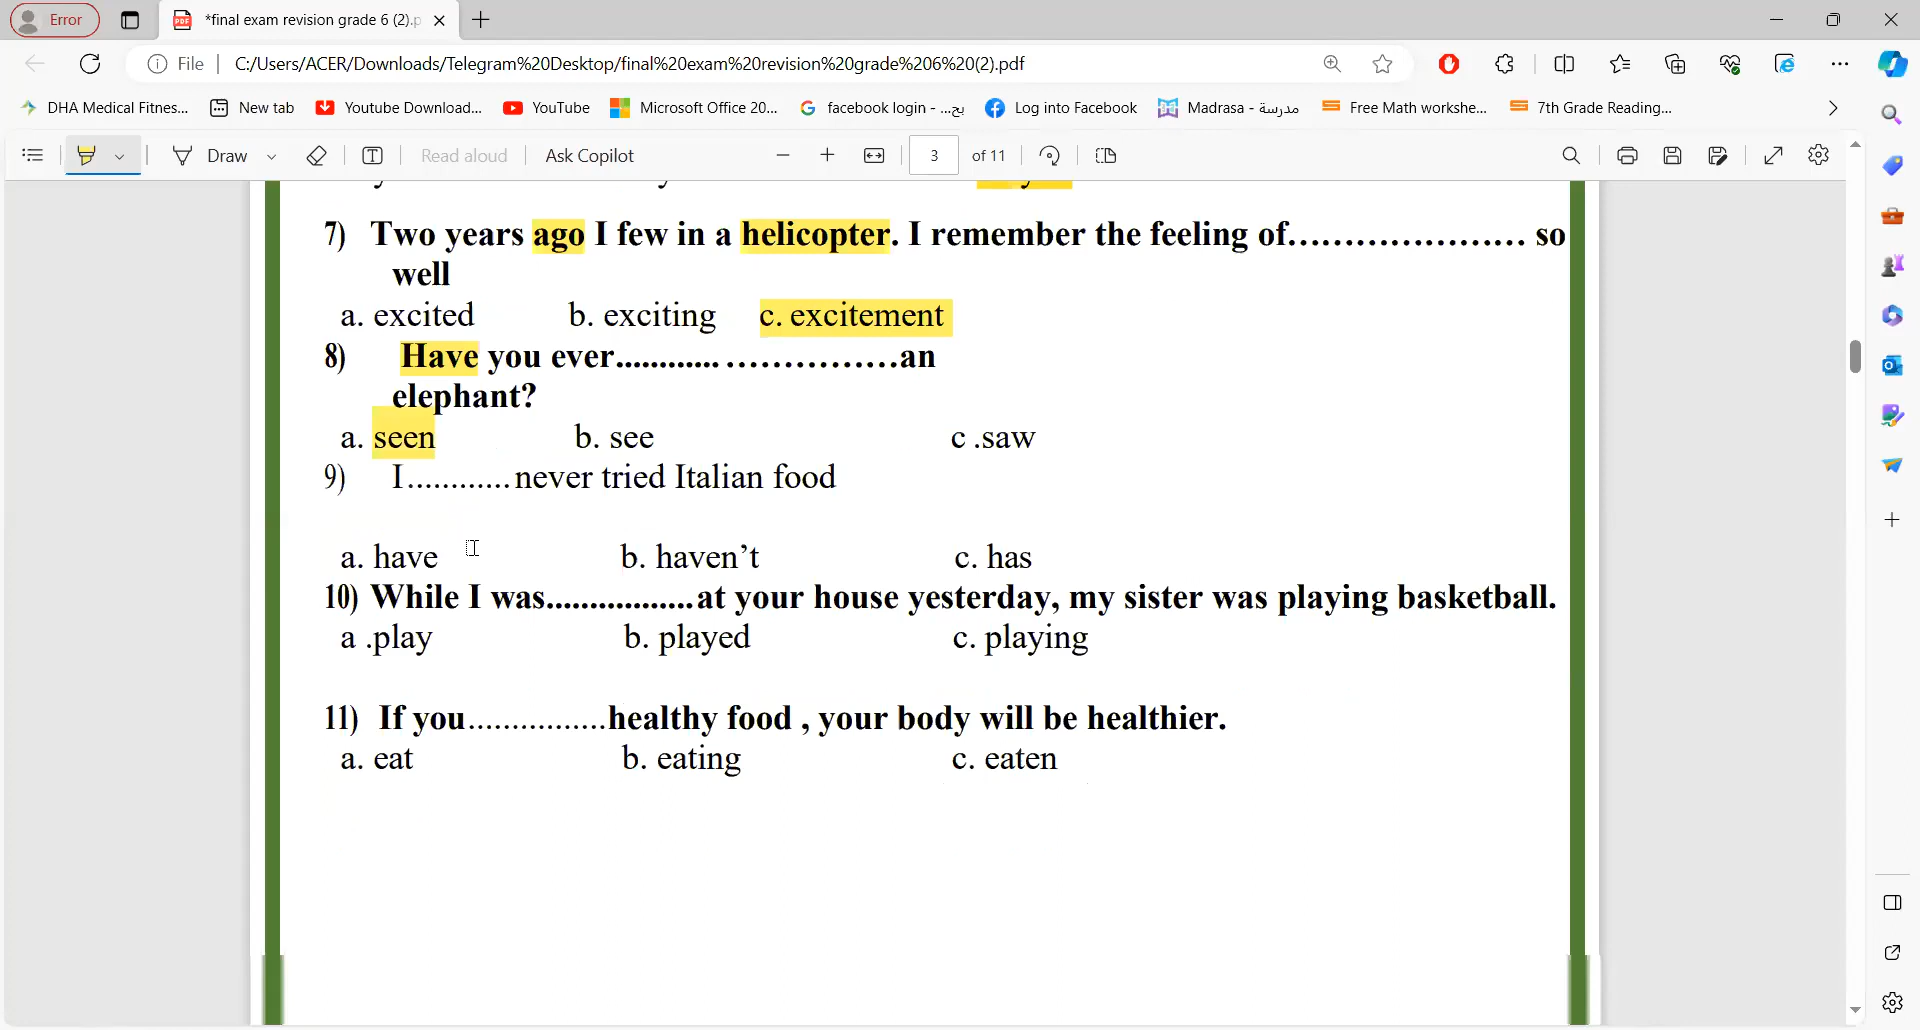 Error
*final exam revision grade 6 (2).p
File
C:/Users/ACER/Downloads/Telegram%20Desktop/final%20exam%20revision%20grade%206%20(2).pdf
DHA Medical Fitnes...
New tab
Youtube Download...
YouTube
Microsoft Office 20...
facebook login - ...بح
Log into Facebook
Madrasa - مدرسة
Free Math workshe...
7th Grade Reading...
Draw
Read aloud
Ask Copilot
3 of 11
7) Two years ago I few in a helicopter. I remember the feeling of..................... so
well
a. excited b. exciting c. excitement
8) Have you ever............................an
elephant?
a. seen b. see c .saw
9) I............never tried Italian food
a. have b. haven't c. has
10) While I was.................at your house yesterday, my sister was playing basketball.
a .play b. played c. playing
11) If you................healthy food , your body will be healthier.
a. eat b. eating c. eaten